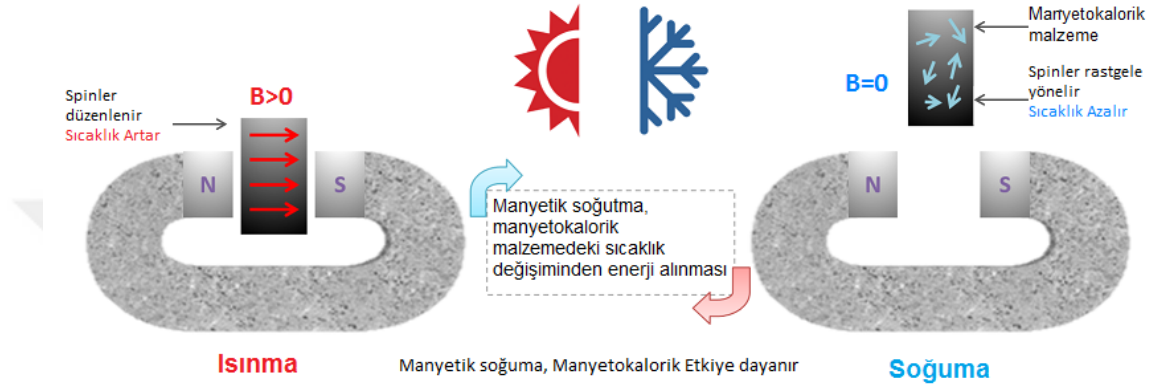 Spinler
düzenlenir
Sıcaklık Artar
B>0
N
S
Isınma
Manyetik soğutma,
manyetokalorik
malzemedeki sıcaklık
değişiminden enerji alınması
Manyetik soğuma, Manyetokalorik Etkiye dayanır
B=0
Manyetokalorik
malzeme
Spinler rastgele
yönelir
Sıcaklık Azalır
N
S
Soğuma